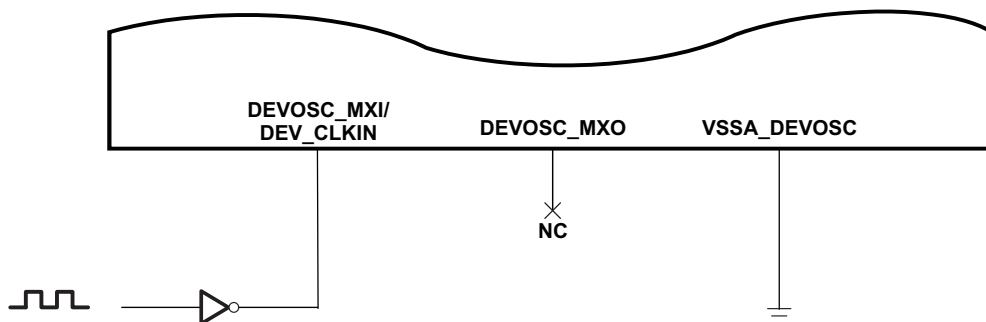 DEVOSC_MXI/
DEV_CLKIN
DEVOSC_MXO
VSSA_DEVOSC
NC